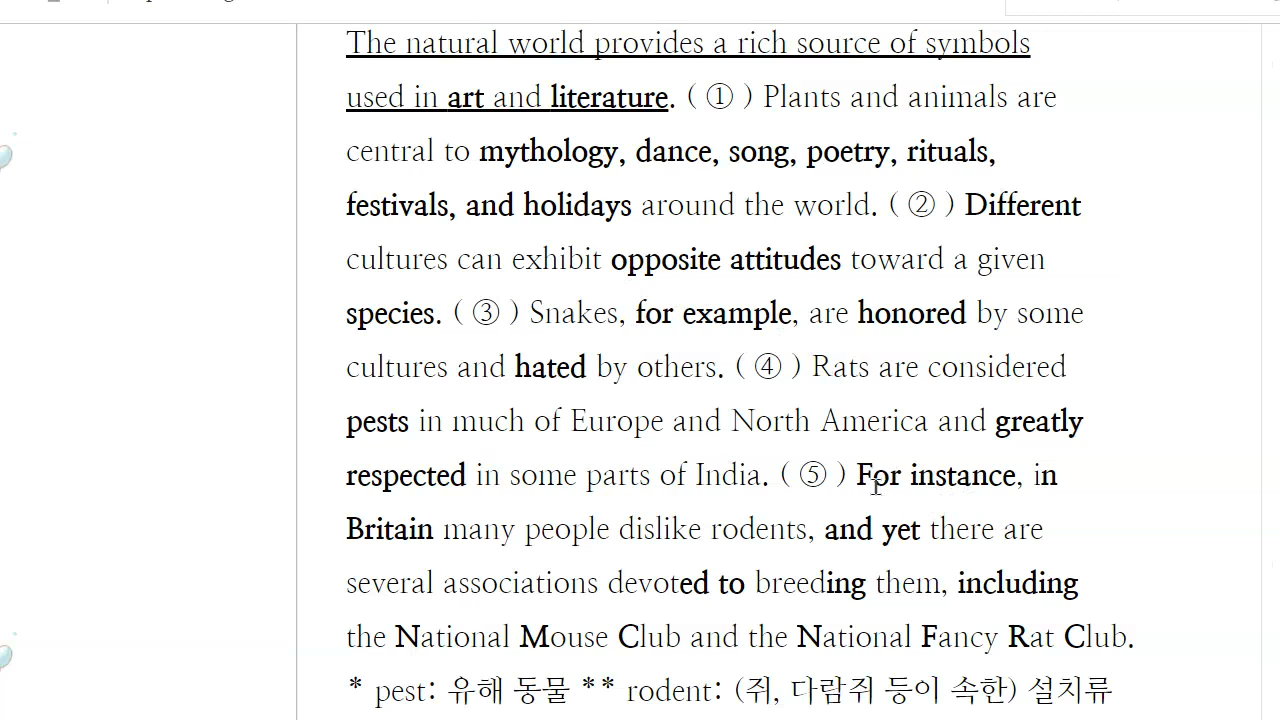 The natural world provides a rich source of symbols
used in art and literature. ( ① ) Plants and animals are
central to mythology, dance, song, poetry, rituals,
festivals, and holidays around the world. ( ② ) Different
cultures can exhibit opposite attitudes toward a given
species. ( ③ ) Snakes, for example, are honored by some
cultures and hated by others. ( ④ ) Rats are considered
pests in much of Europe and North America and greatly
respected in some parts of India. ( ⑤ ) For instance, in
Britain many people dislike rodents, and yet there are
several associations devoted to breeding them, including
the National Mouse Club and the National Fancy Rat Club.
* pest: 유해 동물 ** rodent: (쥐, 다람쥐 등이 속한) 설치류